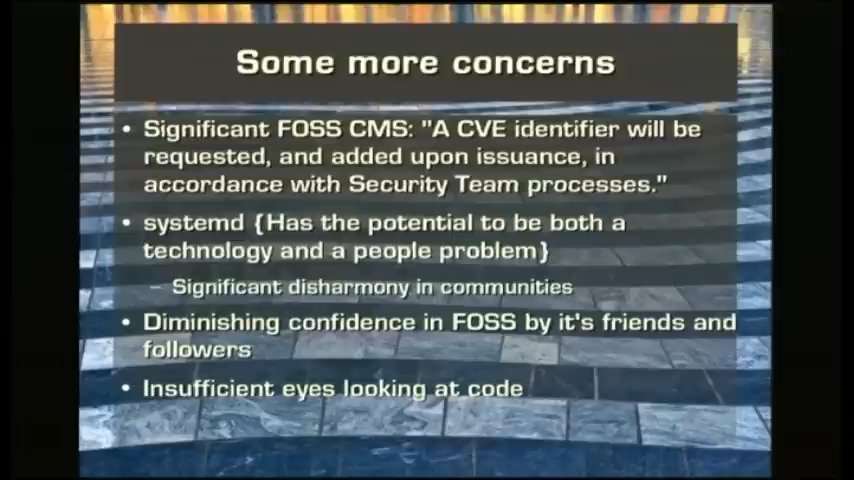 Some more concerns
• Significant FOSS CMS: "A CVE identifier will be
requested, and added upon issuance, in
accordance with Security Team processes."
• systemd {Has the potential to be both a
technology and a people problem}
– Significant disharmony in communities
• Diminishing confidence in FOSS by it's friends and
followers
• Insufficient eyes looking at code